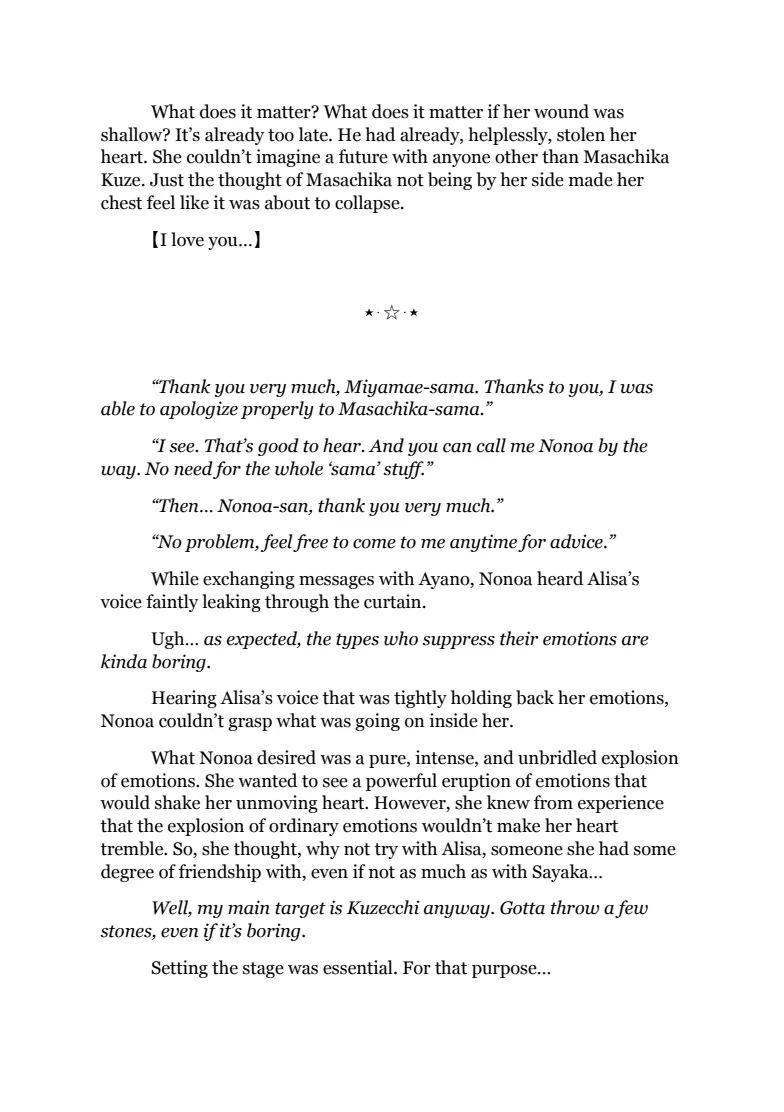 What does it matter? What does it matter if her wound was
shallow? It’s already too late. He had already, helplessly, stolen her
heart. She couldn’t imagine a future with anyone other than Masachika
Kuze. Just the thought of Masachika not being by her side made her
chest feel like it was about to collapse.
【I love you...】
⋆ · ☆ · ⋆
“Thank you very much, Miyamae-sama. Thanks to you, I was
able to apologize properly to Masachika-sama.”
“I see. That’s good to hear. And you can call me Nonoa by the
way. No need for the whole ‘sama’ stuff.”
“Then... Nonoa-san, thank you very much.”
“No problem, feel free to come to me anytime for advice.”
While exchanging messages with Ayano, Nonoa heard Alisa’s
voice faintly leaking through the curtain.
Ugh... as expected, the types who suppress their emotions are
kinda boring.
Hearing Alisa’s voice that was tightly holding back her emotions,
Nonoa couldn’t grasp what was going on inside her.
What Nonoa desired was a pure, intense, and unbridled explosion
of emotions. She wanted to see a powerful eruption of emotions that
would shake her unmoving heart. However, she knew from experience
that the explosion of ordinary emotions wouldn’t make her heart
tremble. So, she thought, why not try with Alisa, someone she had some
degree of friendship with, even if not as much as with Sayaka...
Well, my main target is Kuzecchi anyway. Gotta throw a few
stones, even if it’s boring.
Setting the stage was essential. For that purpose...